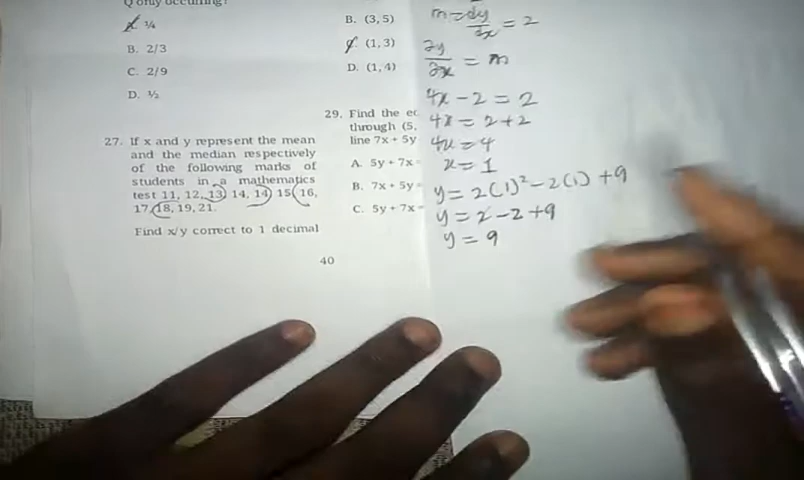 Q only occurring?
A. ¾
B. 2/3
C. 2/9
D. ½
27. If x and y represent the mean
and the median respectively
of the following marks of
students in a mathematics
test 11, 12, 13, 14, 14, 15, 16,
17, 18, 19, 21.
Find x/y correct to 1 decimal
B. (3, 5)
(1, 3)
D. (1, 4)
29. Find the
through (5,
line 7x + 5y
A. 5y + 7x =
B. 7x + 5y =
C. 5y + 7x =
40
m = dy/dx = 2
dy/dx = m
4x - 2 = 2
4x = 2 + 2
4x = 4
x = 1
y = 2(1)² - 2(1) + 9
y = 2 - 2 + 9
y = 9